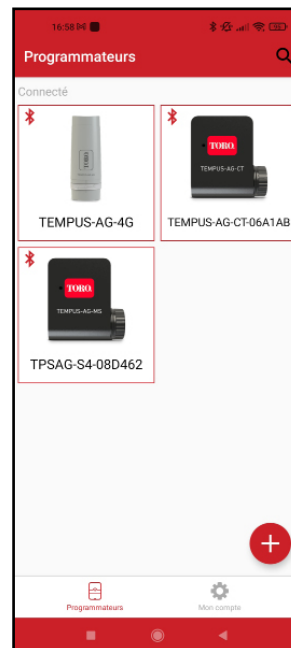 16:58
Programmateurs
Connecté
TORO
TEMPUS-AG-CT
TEMPUS-AG-4G
TEMPUS-AG-CT-06A1AB
TORO
TEMPUS-AG-MS
TPSAG-S4-08D462
Programmateurs
Mon compte